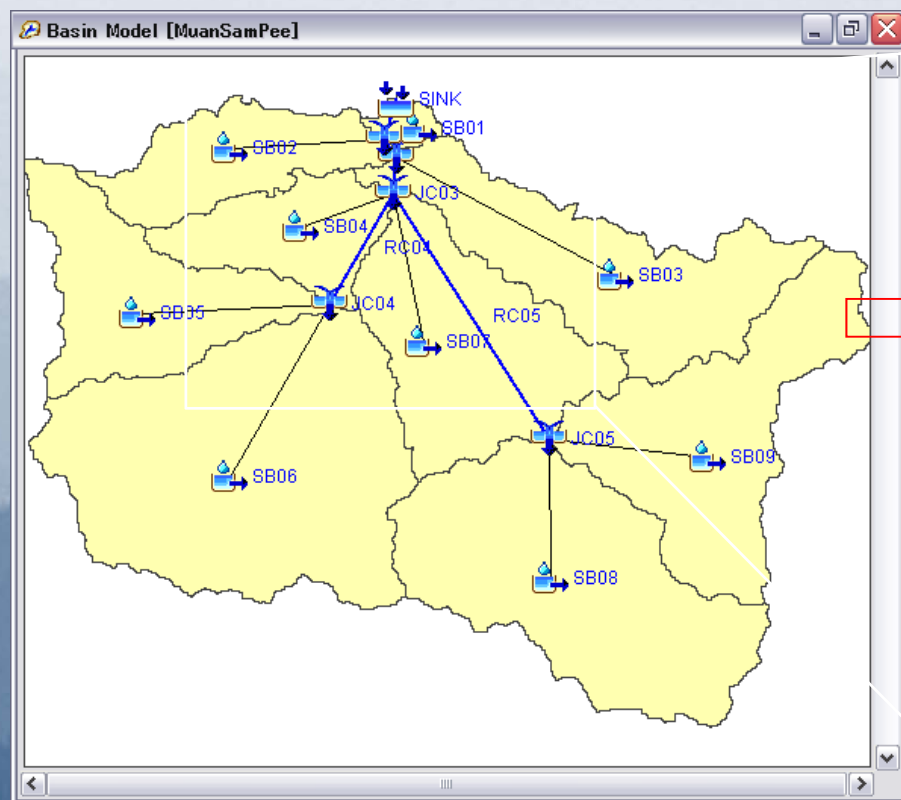 Basin Model [MuanSamPee]
SINK
SB01
SB02
JC03
SB04
RC04
SB03
JC04
SB05
RC05
SB07
JC05
SB09
SB06
SB08